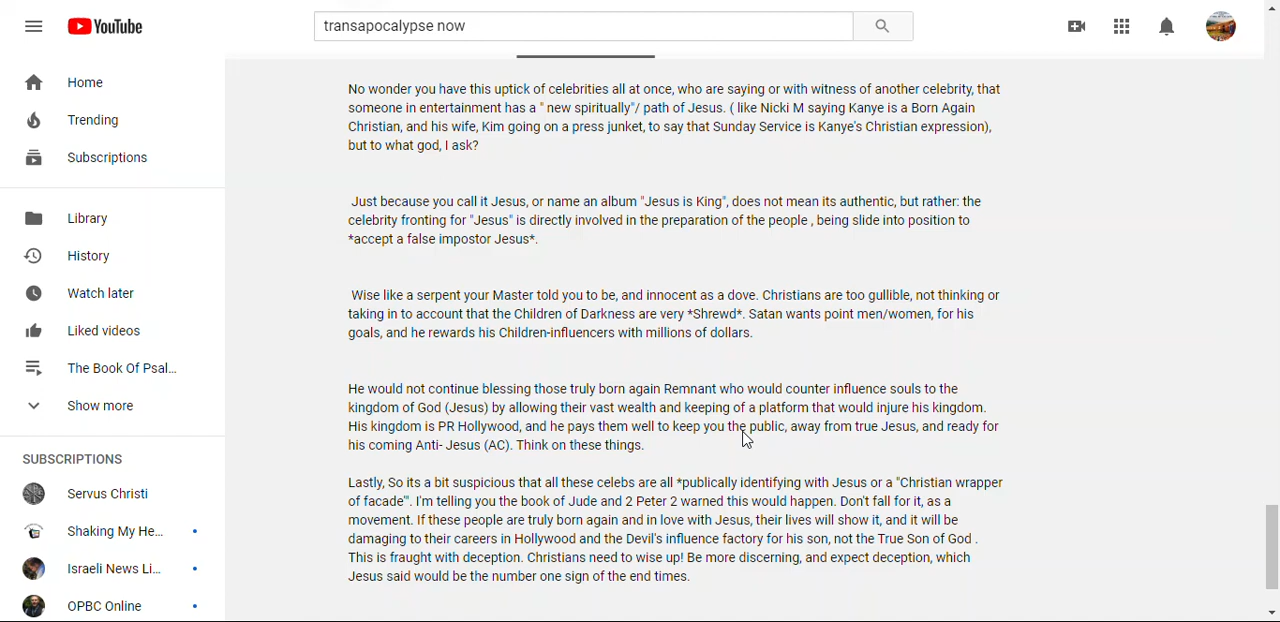 YouTube
transapocalypse now
Home
Trending
Subscriptions
Library
History
Watch later
Liked videos
The Book Of Psal...
Show more
SUBSCRIPTIONS
Servus Christi
Shaking My He...
Israeli News Li...
OPBC Online
No wonder you have this uptick of celebrities all at once, who are saying or with witness of another celebrity, that
someone in entertainment has a " new spiritually"/ path of Jesus. ( like Nicki M saying Kanye is a Born Again
Christian, and his wife, Kim going on a press junket, to say that Sunday Service is Kanye's Christian expression),
but to what god, I ask?
Just because you call it Jesus, or name an album "Jesus is King", does not mean its authentic, but rather: the
celebrity fronting for "Jesus" is directly involved in the preparation of the people , being slide into position to
*accept a false impostor Jesus*.
Wise like a serpent your Master told you to be, and innocent as a dove. Christians are too gullible, not thinking or
taking in to account that the Children of Darkness are very *Shrewd*. Satan wants point men/women, for his
goals, and he rewards his Children-influencers with millions of dollars.
He would not continue blessing those truly born again Remnant who would counter influence souls to the
kingdom of God (Jesus) by allowing their vast wealth and keeping of a platform that would injure his kingdom.
His kingdom is PR Hollywood, and he pays them well to keep you the public, away from true Jesus, and ready for
his coming Anti- Jesus (AC). Think on these things.
Lastly, So its a bit suspicious that all these celebs are all *publically identifying with Jesus or a "Christian wrapper
of facade'". I'm telling you the book of Jude and 2 Peter 2 warned this would happen. Don't fall for it, as a
movement. If these people are truly born again and in love with Jesus, their lives will show it, and it will be
damaging to their careers in Hollywood and the Devil's influence factory for his son, not the True Son of God .
This is fraught with deception. Christians need to wise up! Be more discerning, and expect deception, which
Jesus said would be the number one sign of the end times.